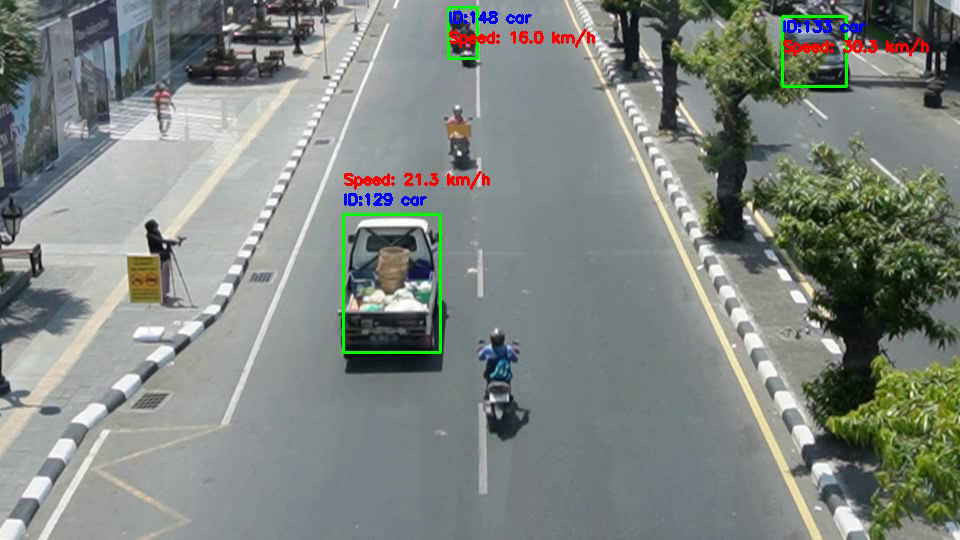 ID:148 car
Speed: 16.0 km/h
ID:133 car
Speed: 30.3 km/h
Speed: 21.3 km/h
ID:129 car